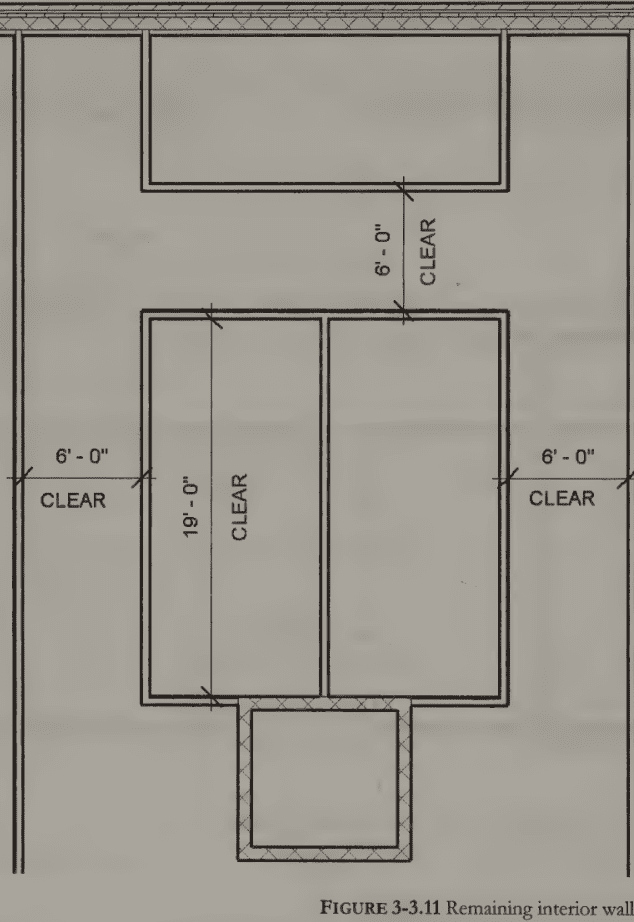 6' - 0"
CLEAR
6' - 0"
CLEAR
19' - 0"
CLEAR
6' - 0"
CLEAR
FIGURE 3-3.11 Remaining interior wall